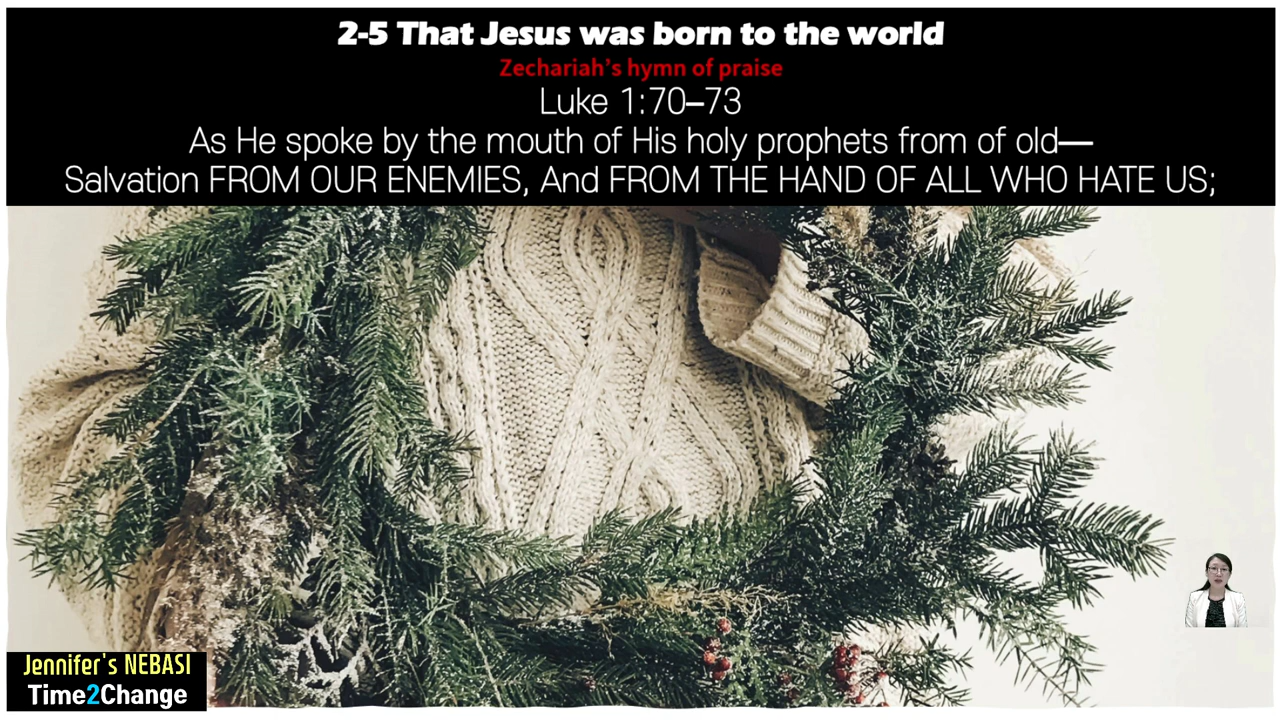 2-5 That Jesus was born to the world
Zechariah’s hymn of praise
Luke 1:70–73
As He spoke by the mouth of His holy prophets from of old—
Salvation FROM OUR ENEMIES, And FROM THE HAND OF ALL WHO HATE US;
Jennifer's NEBASI
Time2Change